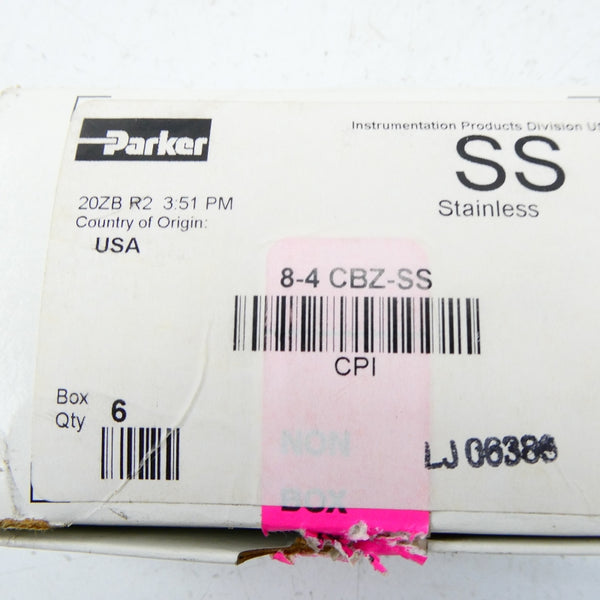 Parker
Instrumentation Products Division
SS
Stainless
20ZB R2 3:51 PM
Country of Origin:
USA
8-4 CBZ-SS
CPI
Box
Qty 6
LJ 06386
NON
BOX